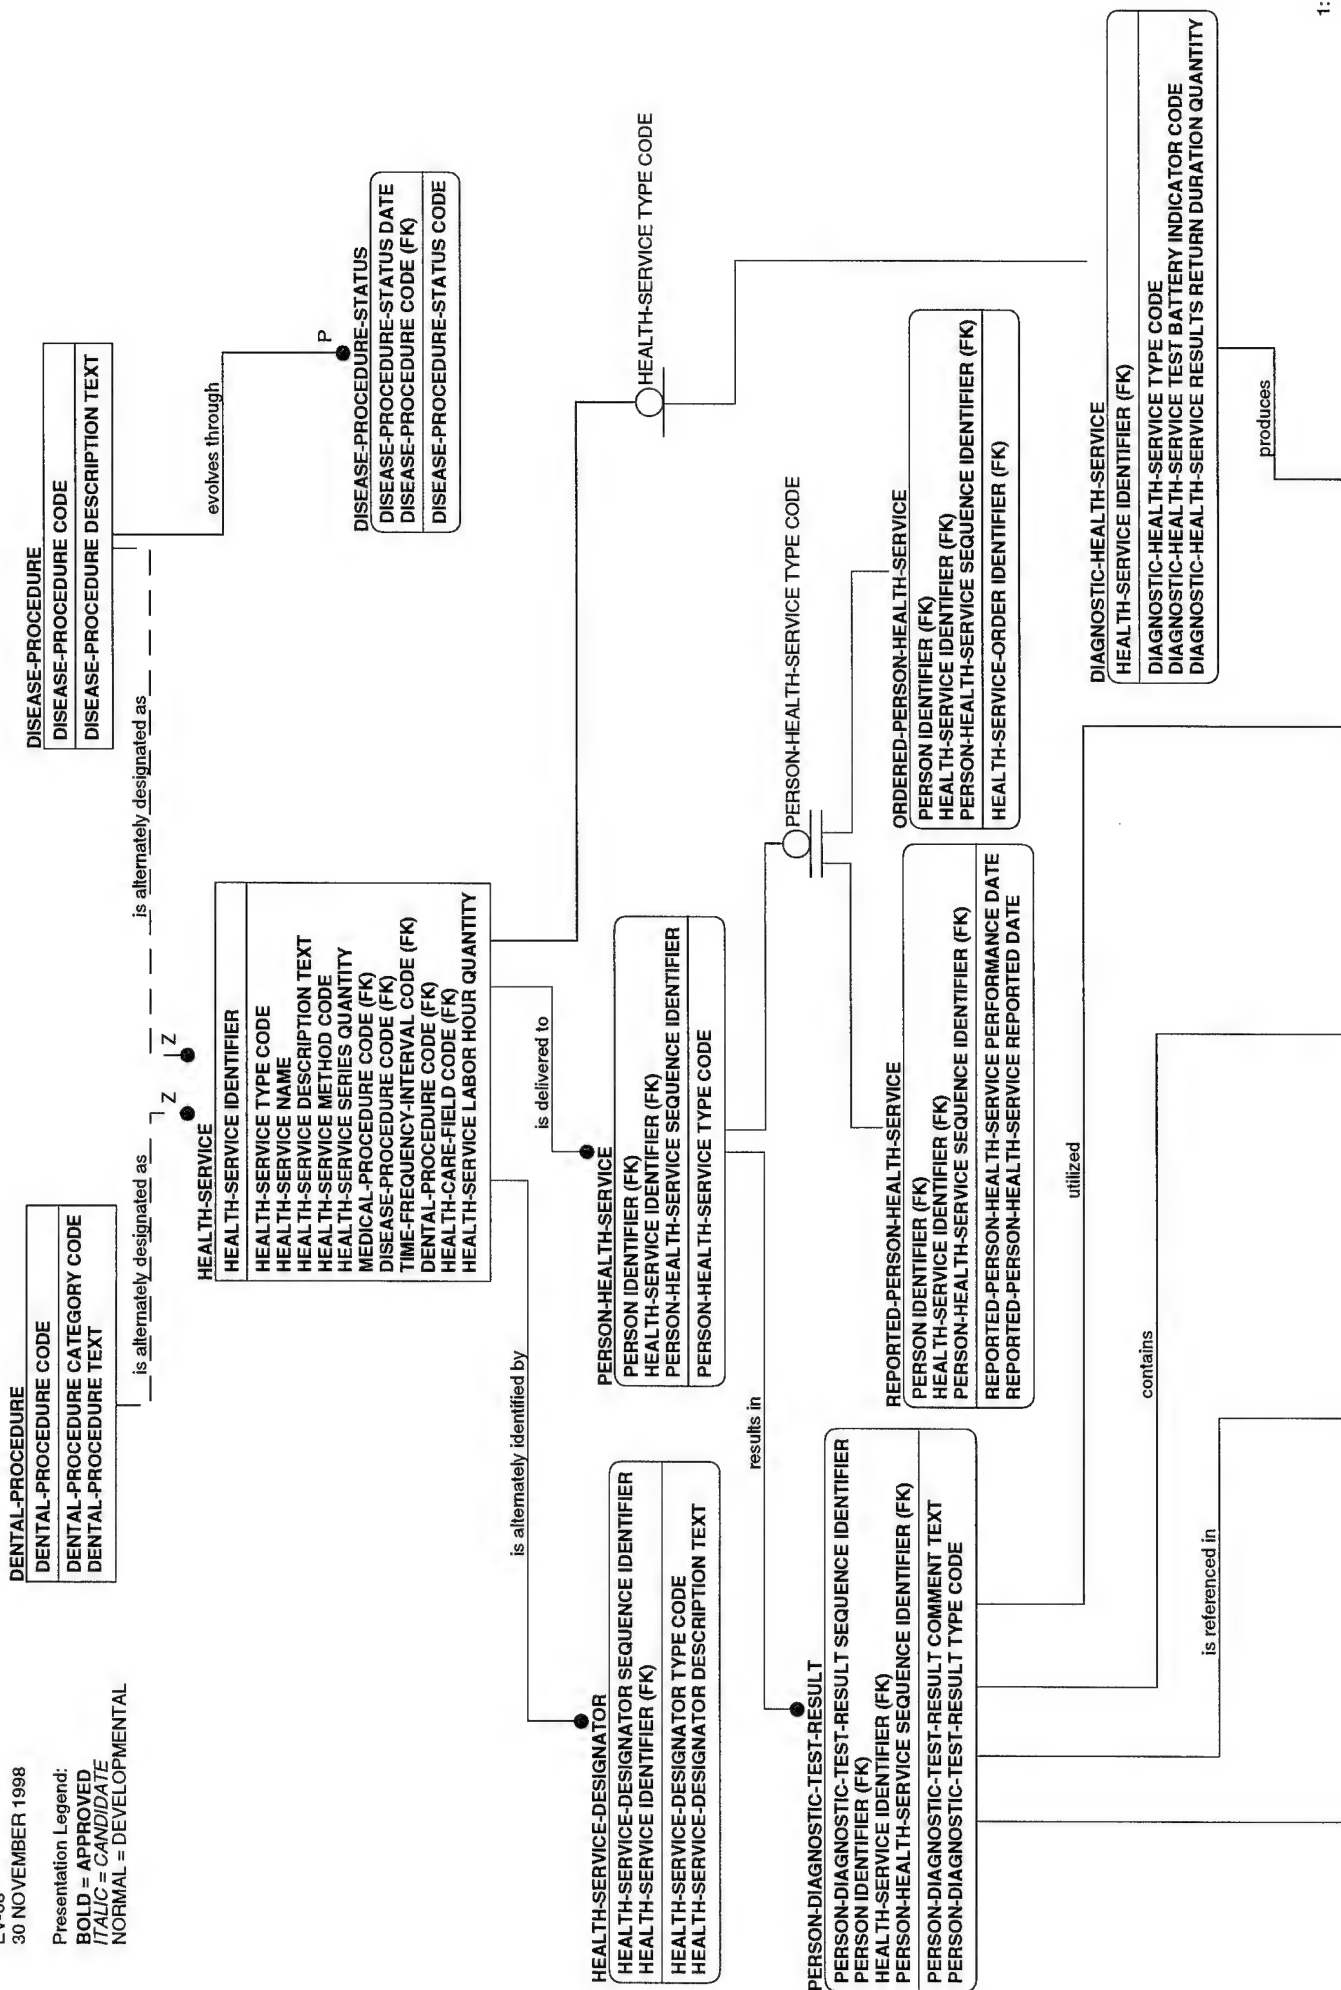 30 NOVEMBER 1998
Presentation Legend:
BOLD = APPROVED
ITALIC = CANDIDATE
NORMAL = DEVELOPMENTAL
DENTAL-PROCEDURE
DENTAL-PROCEDURE CODE
DENTAL-PROCEDURE CATEGORY CODE
DENTAL-PROCEDURE TEXT
is alternately designated as
Z
DISEASE-PROCEDURE
DISEASE-PROCEDURE CODE
DISEASE-PROCEDURE DESCRIPTION TEXT
is alternately designated as
Z
evolves through
P
DISEASE-PROCEDURE-STATUS
DISEASE-PROCEDURE-STATUS DATE
DISEASE-PROCEDURE CODE (FK)
DISEASE-PROCEDURE-STATUS CODE
HEALTH-SERVICE
HEALTH-SERVICE IDENTIFIER
HEALTH-SERVICE TYPE CODE
HEALTH-SERVICE NAME
HEALTH-SERVICE DESCRIPTION TEXT
HEALTH-SERVICE METHOD CODE
HEALTH-SERVICE SERIES QUANTITY
MEDICAL-PROCEDURE CODE (FK)
DISEASE-PROCEDURE CODE (FK)
TIME-FREQUENCY-INTERVAL CODE (FK)
DENTAL-PROCEDURE CODE (FK)
HEALTH-CARE-FIELD CODE (FK)
HEALTH-SERVICE LABOR HOUR QUANTITY
is alternately identified by
is delivered to
HEALTH-SERVICE TYPE CODE
HEALTH-SERVICE-DESIGNATOR
HEALTH-SERVICE-DESIGNATOR SEQUENCE IDENTIFIER
HEALTH-SERVICE IDENTIFIER (FK)
HEALTH-SERVICE-DESIGNATOR TYPE CODE
HEALTH-SERVICE-DESIGNATOR DESCRIPTION TEXT
PERSON-HEALTH-SERVICE
PERSON IDENTIFIER (FK)
HEALTH-SERVICE IDENTIFIER (FK)
PERSON-HEALTH-SERVICE SEQUENCE IDENTIFIER
PERSON-HEALTH-SERVICE TYPE CODE
results in
PERSON-HEALTH-SERVICE TYPE CODE
PERSON-DIAGNOSTIC-TEST-RESULT
PERSON-DIAGNOSTIC-TEST-RESULT SEQUENCE IDENTIFIER
PERSON IDENTIFIER (FK)
HEALTH-SERVICE IDENTIFIER (FK)
PERSON-HEALTH-SERVICE SEQUENCE IDENTIFIER (FK)
PERSON-DIAGNOSTIC-TEST-RESULT COMMENT TEXT
PERSON-DIAGNOSTIC-TEST-RESULT TYPE CODE
REPORTED-PERSON-HEALTH-SERVICE
PERSON IDENTIFIER (FK)
HEALTH-SERVICE IDENTIFIER (FK)
PERSON-HEALTH-SERVICE SEQUENCE IDENTIFIER (FK)
REPORTED-PERSON-HEALTH-SERVICE PERFORMANCE DATE
REPORTED-PERSON-HEALTH-SERVICE REPORTED DATE
ORDERED-PERSON-HEALTH-SERVICE
PERSON IDENTIFIER (FK)
HEALTH-SERVICE IDENTIFIER (FK)
PERSON-HEALTH-SERVICE SEQUENCE IDENTIFIER (FK)
HEALTH-SERVICE-ORDER IDENTIFIER (FK)
utilized
contains
is referenced in
DIAGNOSTIC-HEALTH-SERVICE
HEALTH-SERVICE IDENTIFIER (FK)
DIAGNOSTIC-HEALTH-SERVICE TYPE CODE
DIAGNOSTIC-HEALTH-SERVICE TEST BATTERY INDICATOR CODE
DIAGNOSTIC-HEALTH-SERVICE RESULTS RETURN DURATION QUANTITY
produces
1: